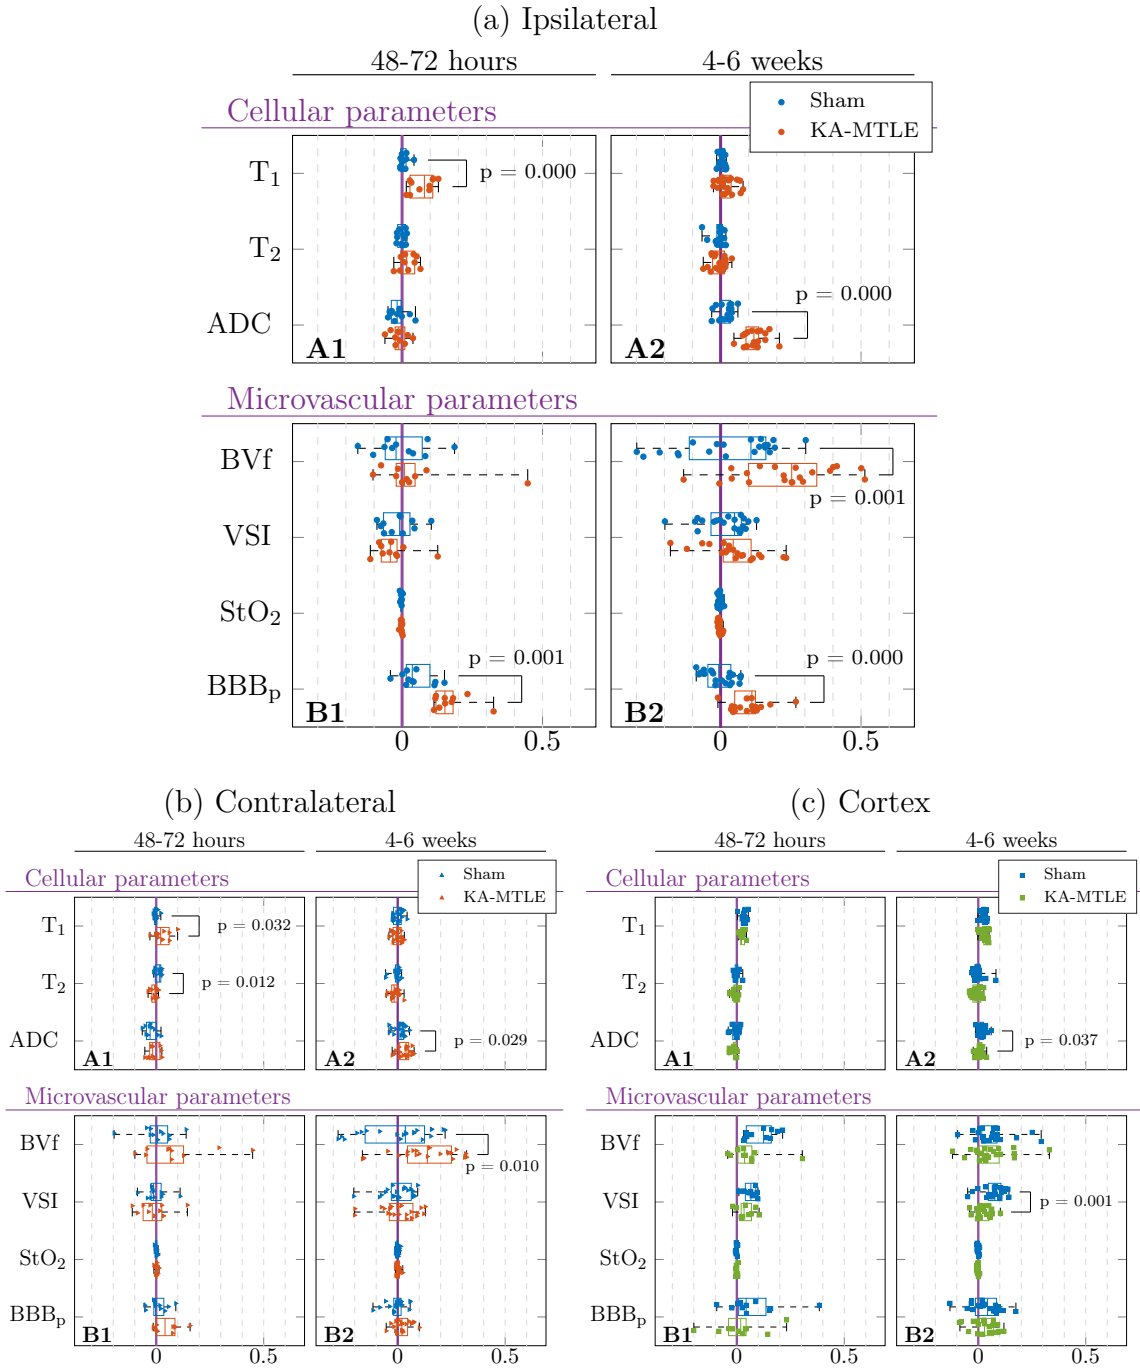 (a) Ipsilateral
48-72 hours
4-6 weeks
Cellular parameters
Sham
KA-MTLE
T1
p = 0.000
T2
ADC
p = 0.000
A1
A2
Microvascular parameters
BVf
p = 0.001
VSI
StO2
p = 0.001
p = 0.000
BBBp
B1
B2
0
0.5
0
0.5
(b) Contralateral
48-72 hours
4-6 weeks
Cellular parameters
Sham
KA-MTLE
T1
p = 0.032
T2
p = 0.012
ADC
p = 0.029
A1
A2
Microvascular parameters
BVf
p = 0.010
VSI
StO2
BBBp
B1
B2
0
0.5
0
0.5
(c) Cortex
48-72 hours
4-6 weeks
Cellular parameters
Sham
KA-MTLE
T1
T2
ADC
p = 0.037
A1
A2
Microvascular parameters
BVf
VSI
p = 0.001
StO2
BBBp
B1
B2
0
0.5
0
0.5